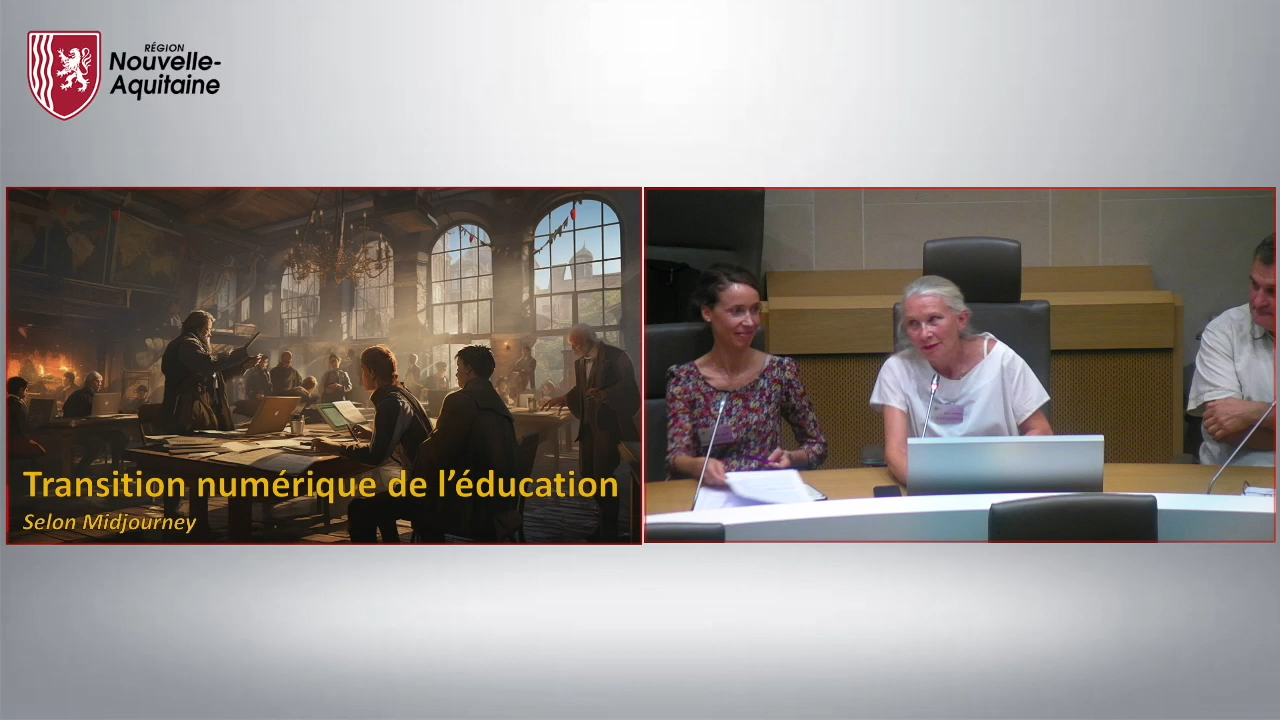 RÉGION
Nouvelle-
Aquitaine
Transition numérique de l’éducation
Selon Midjourney